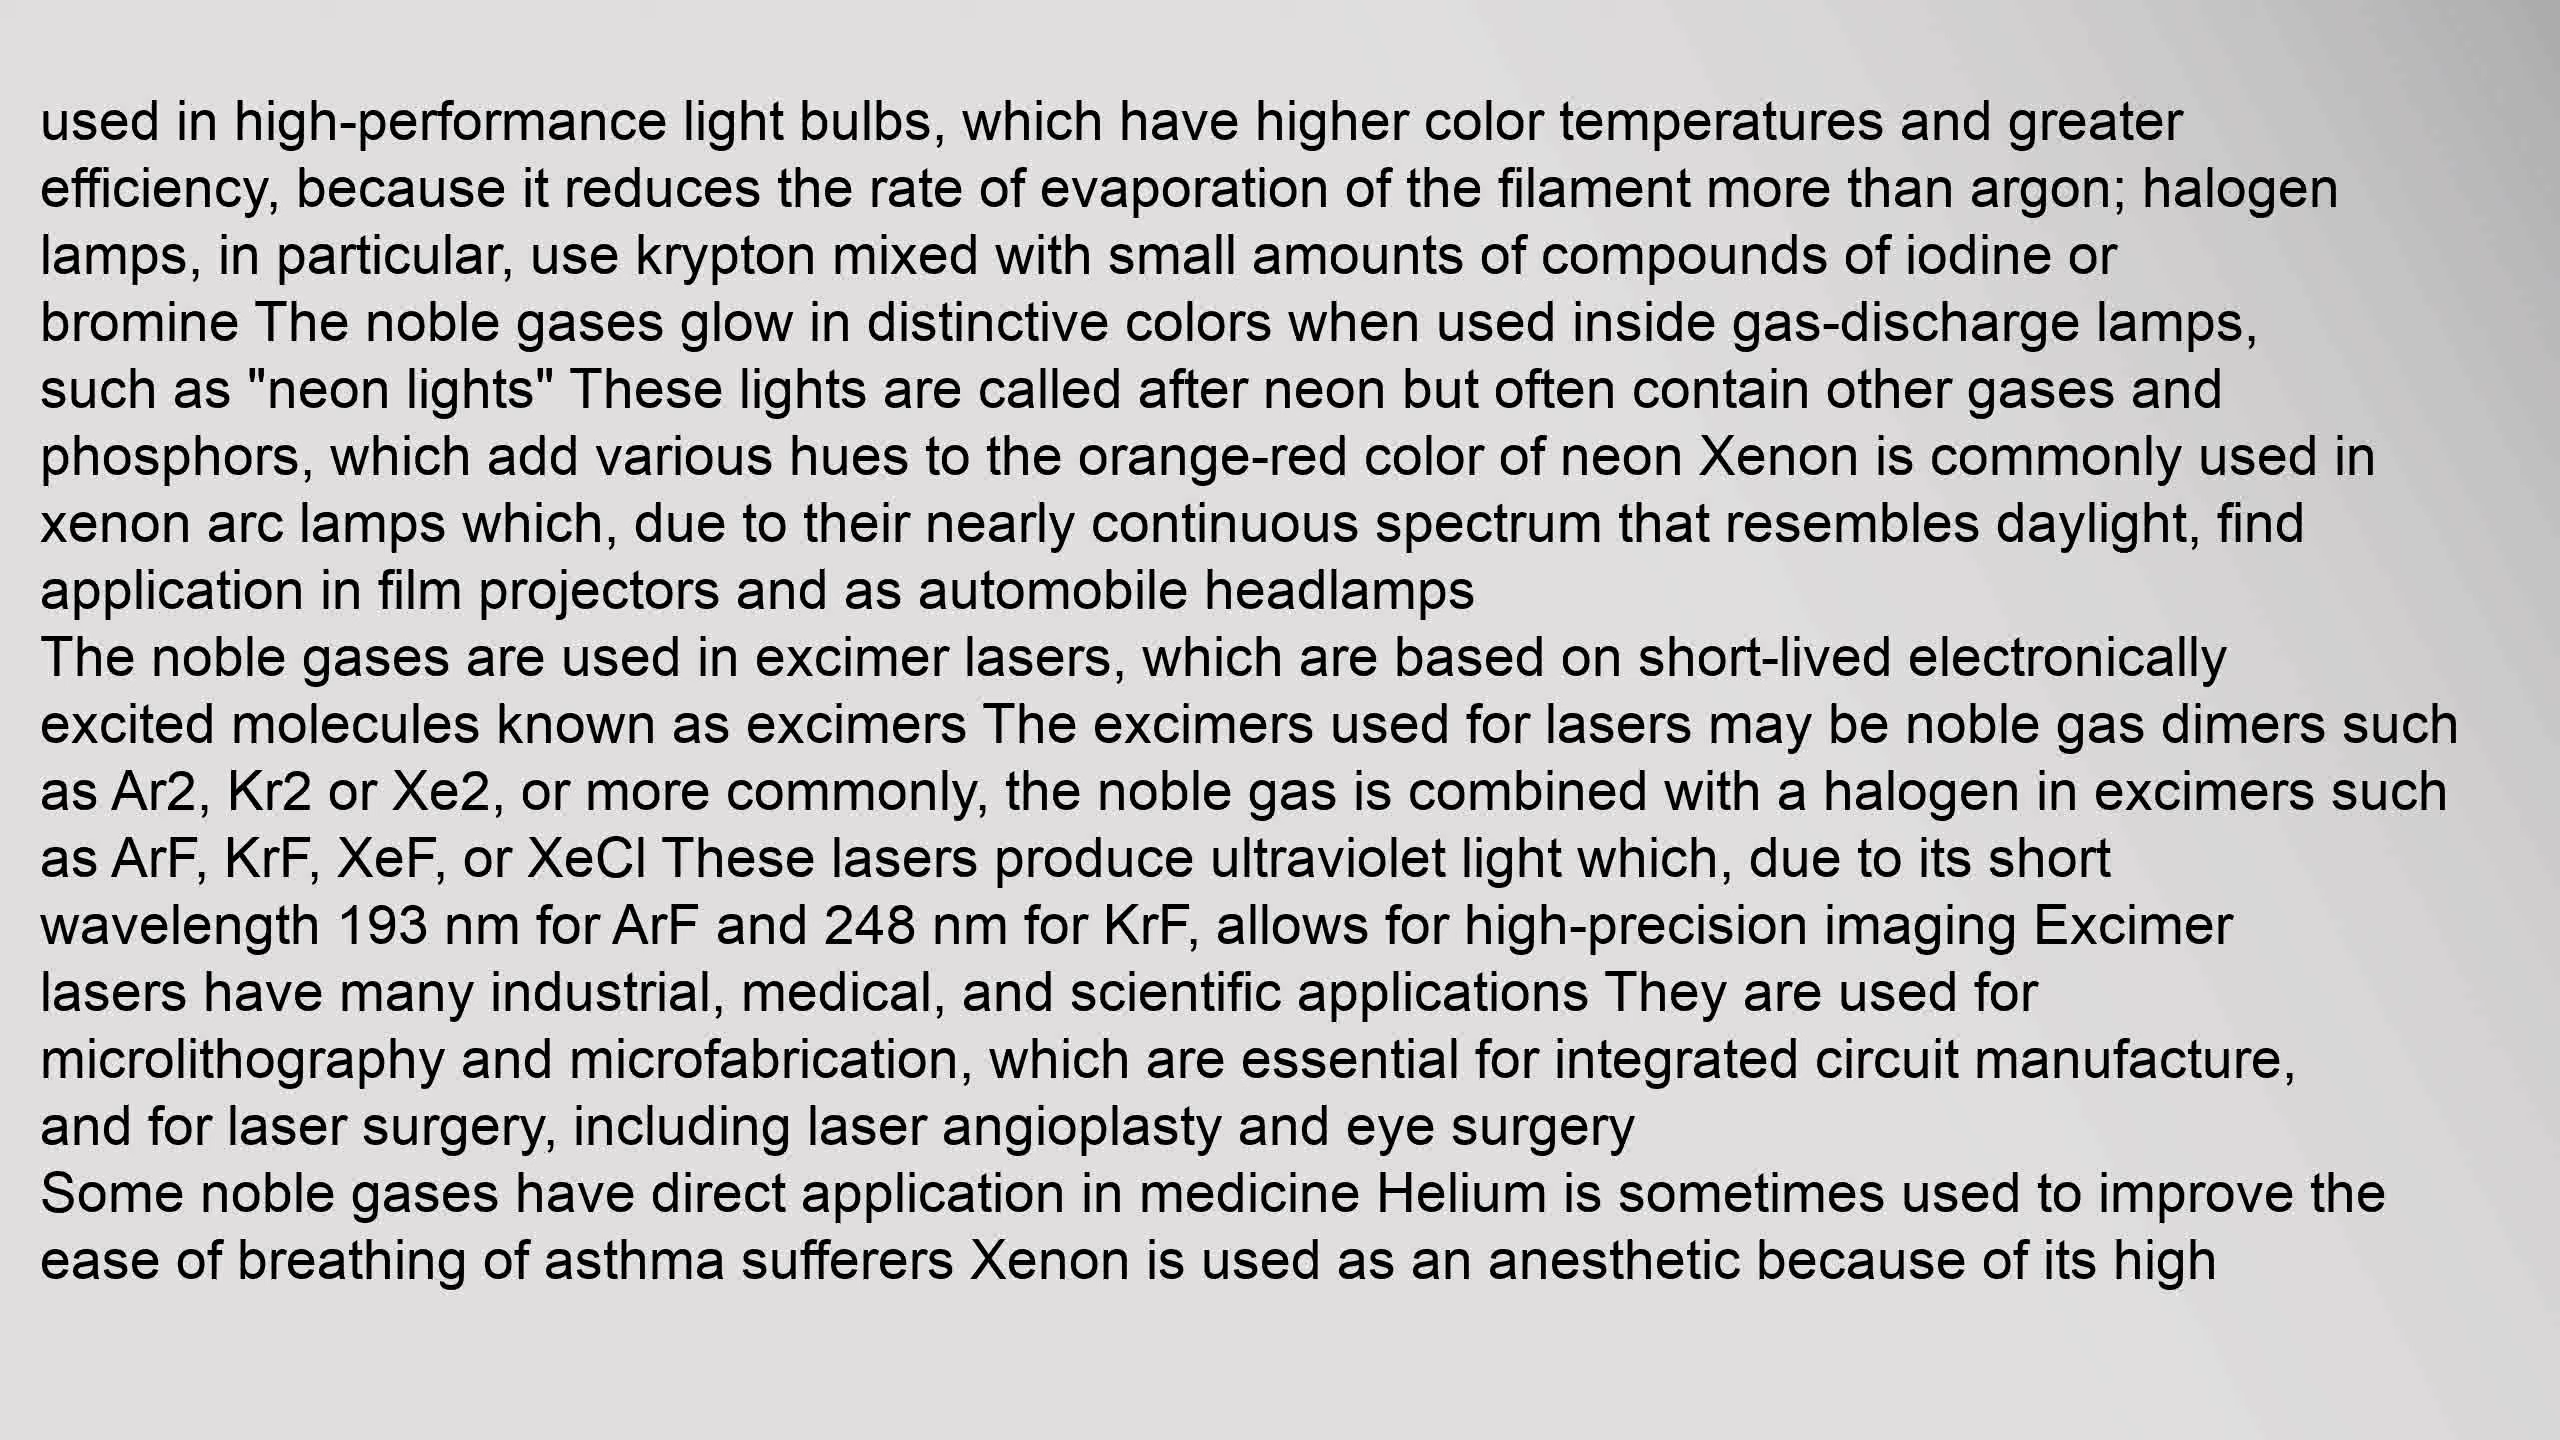 used in high-performance light bulbs, which have higher color temperatures and greater
efficiency, because it reduces the rate of evaporation of the filament more than argon; halogen
lamps, in particular, use krypton mixed with small amounts of compounds of iodine or
bromine The noble gases glow in distinctive colors when used inside gas-discharge lamps,
such as "neon lights" These lights are called after neon but often contain other gases and
phosphors, which add various hues to the orange-red color of neon Xenon is commonly used in
xenon arc lamps which, due to their nearly continuous spectrum that resembles daylight, find
application in film projectors and as automobile headlamps
The noble gases are used in excimer lasers, which are based on short-lived electronically
excited molecules known as excimers The excimers used for lasers may be noble gas dimers such
as Ar2, Kr2 or Xe2, or more commonly, the noble gas is combined with a halogen in excimers such
as ArF, KrF, XeF, or XeCl These lasers produce ultraviolet light which, due to its short
wavelength 193 nm for ArF and 248 nm for KrF, allows for high-precision imaging Excimer
lasers have many industrial, medical, and scientific applications They are used for
microlithography and microfabrication, which are essential for integrated circuit manufacture,
and for laser surgery, including laser angioplasty and eye surgery
Some noble gases have direct application in medicine Helium is sometimes used to improve the
ease of breathing of asthma sufferers Xenon is used as an anesthetic because of its high